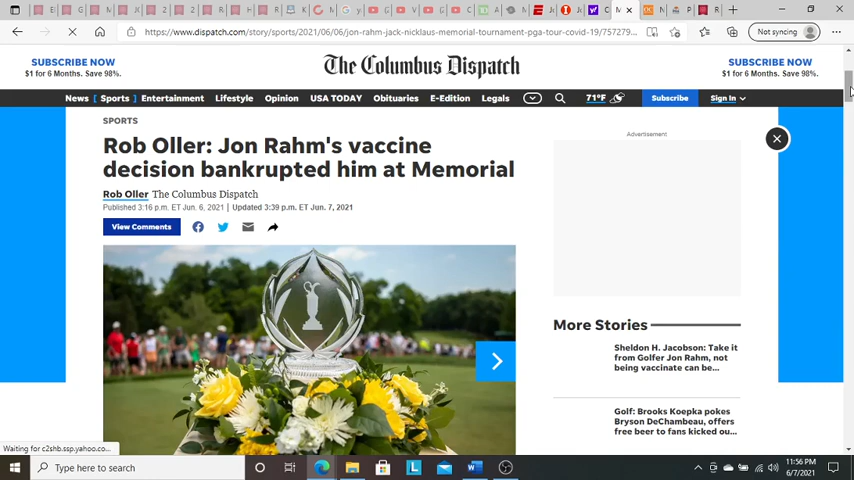 Not syncing
https://www.dispatch.com/story/sports/2021/06/06/jon-rahm-jack-nicklaus-memorial-tournament-pga-tour-covid-19/757279...
SUBSCRIBE NOW
$1 for 6 Months. Save 98%.
The Columbus Dispatch
SUBSCRIBE NOW
$1 for 6 Months. Save 98%.
News [ Sports ] Entertainment Lifestyle Opinion USA TODAY Obituaries E-Edition Legals 71°F Subscribe Sign In
SPORTS
Rob Oller: Jon Rahm's vaccine
decision bankrupted him at Memorial
Rob Oller The Columbus Dispatch
Published 3:16 p.m. ET Jun. 6, 2021 | Updated 3:39 p.m. ET Jun. 7, 2021
View Comments
Advertisement
More Stories
Sheldon H. Jacobson: Take it
from Golfer Jon Rahm, not
being vaccinate can be...
Golf: Brooks Koepka pokes
Bryson DeChambeau, offers
free beer to fans kicked ou...
Waiting for c2shb.ssp.yahoo.co...
Type here to search
11:56 PM
6/7/2021